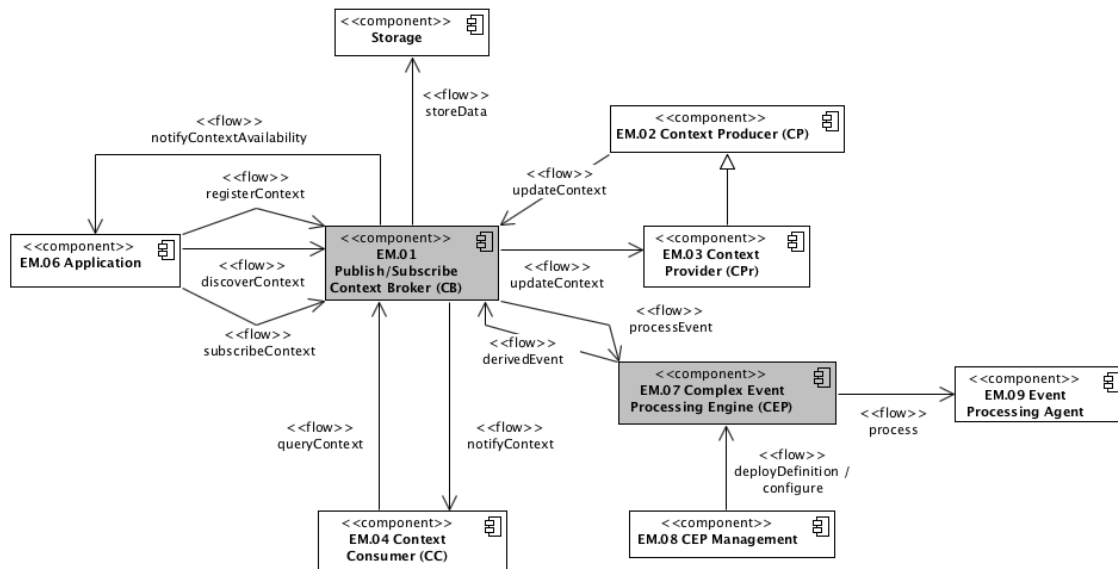 <<component>>
Storage
<<flow>>
storeData
<<flow>>
notifyContextAvailability
<<component>>
EM.02 Context Producer (CP)
<<flow>>
registerContext
<<flow>>
updateContext
<<component>>
EM.06 Application
<<component>>
EM.01
Publish/Subscribe
Context Broker (CB)
<<component>>
EM.03 Context
Provider (CPr)
<<flow>>
discoverContext
<<flow>>
updateContext
<<flow>>
subscribeContext
<<flow>>
processEvent
<<flow>>
derivedEvent
<<component>>
EM.07 Complex Event
Processing Engine (CEP)
<<component>>
EM.09 Event
Processing Agent
<<flow>>
process
<<flow>>
queryContext
<<flow>>
notifyContext
<<flow>>
deployDefinition /
configure
<<component>>
EM.04 Context
Consumer (CC)
<<component>>
EM.08 CEP Management